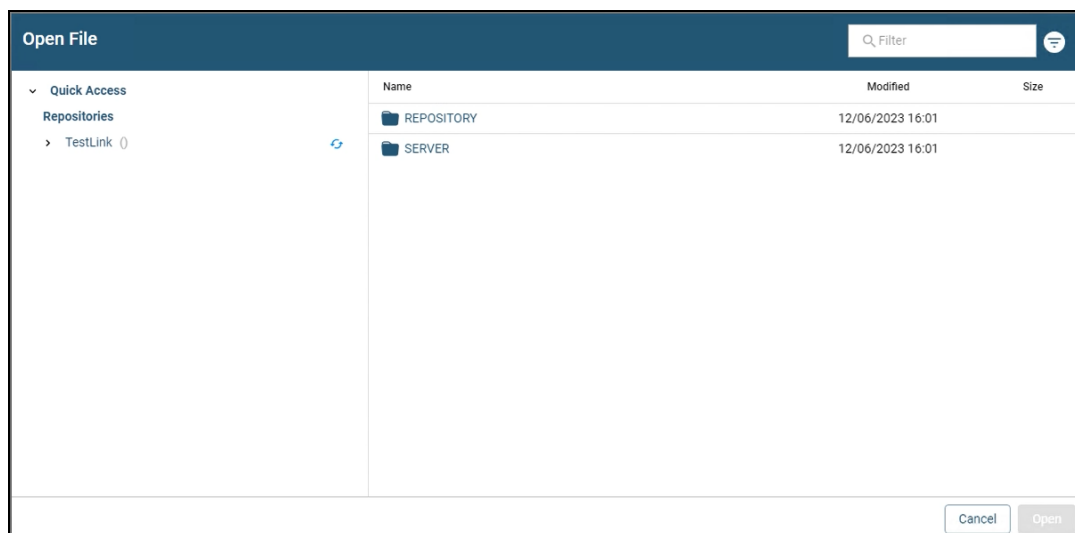 Open File
Filter
Quick Access
Repositories
TestLink ()
Name Modified Size
REPOSITORY 12/06/2023 16:01
SERVER 12/06/2023 16:01
Cancel Open